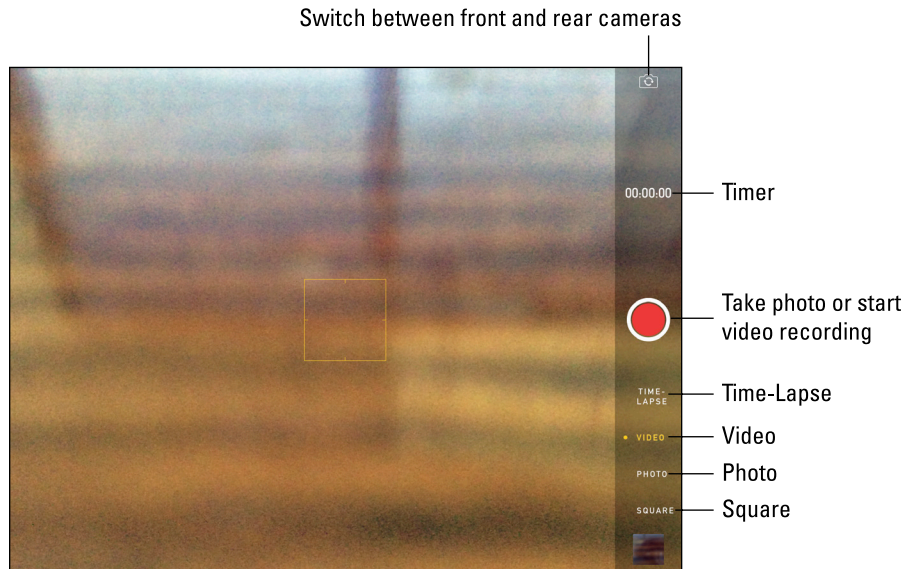 Switch between front and rear cameras
00:00:00
Timer
Take photo or start
video recording
TIME-
LAPSE
Time-Lapse
VIDEO
Video
PHOTO
Photo
SQUARE
Square